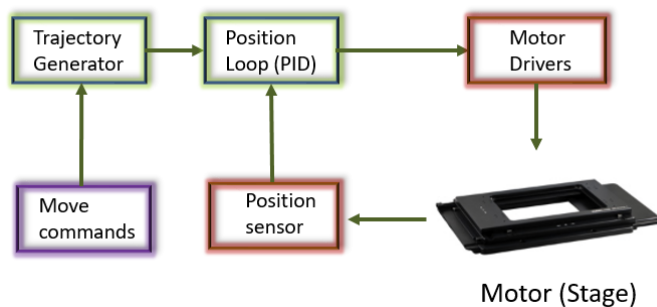 Trajectory
Generator
Position
Loop (PID)
Motor
Drivers
Move
commands
Position
sensor
Motor (Stage)